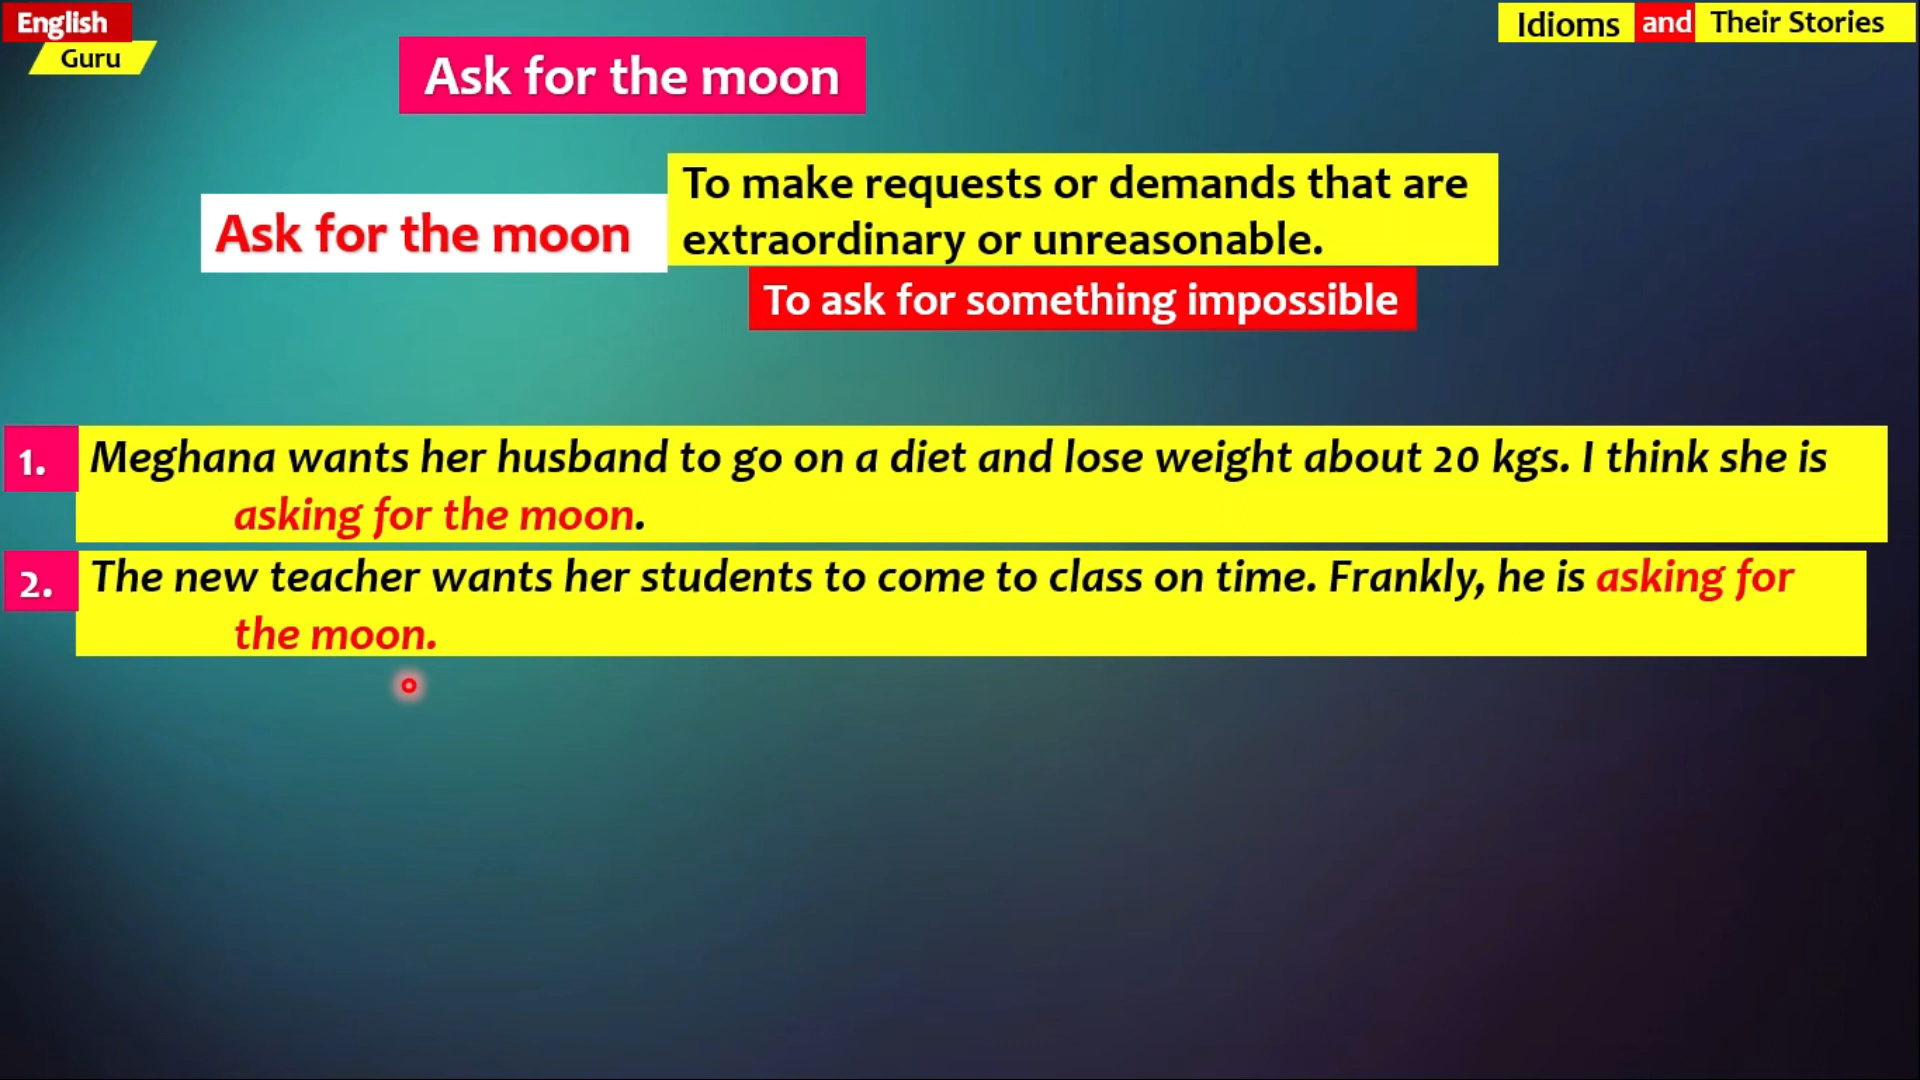 English
Guru
Idioms and Their Stories
Ask for the moon
Ask for the moon
To make requests or demands that are
extraordinary or unreasonable.
To ask for something impossible
1. Meghana wants her husband to go on a diet and lose weight about 20 kgs. I think she is
asking for the moon.
2. The new teacher wants her students to come to class on time. Frankly, he is asking for
the moon.